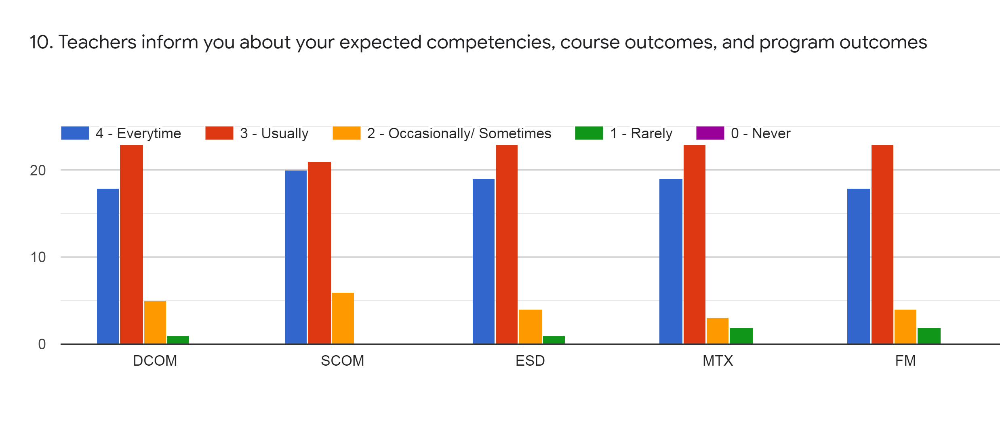 10. Teachers inform you about your expected competencies, course outcomes, and program outcomes
4 - Everytime 3 - Usually 2 - Occasionally/ Sometimes 1 - Rarely 0 - Never
20
10
0
DCOM SCOM ESD MTX FM